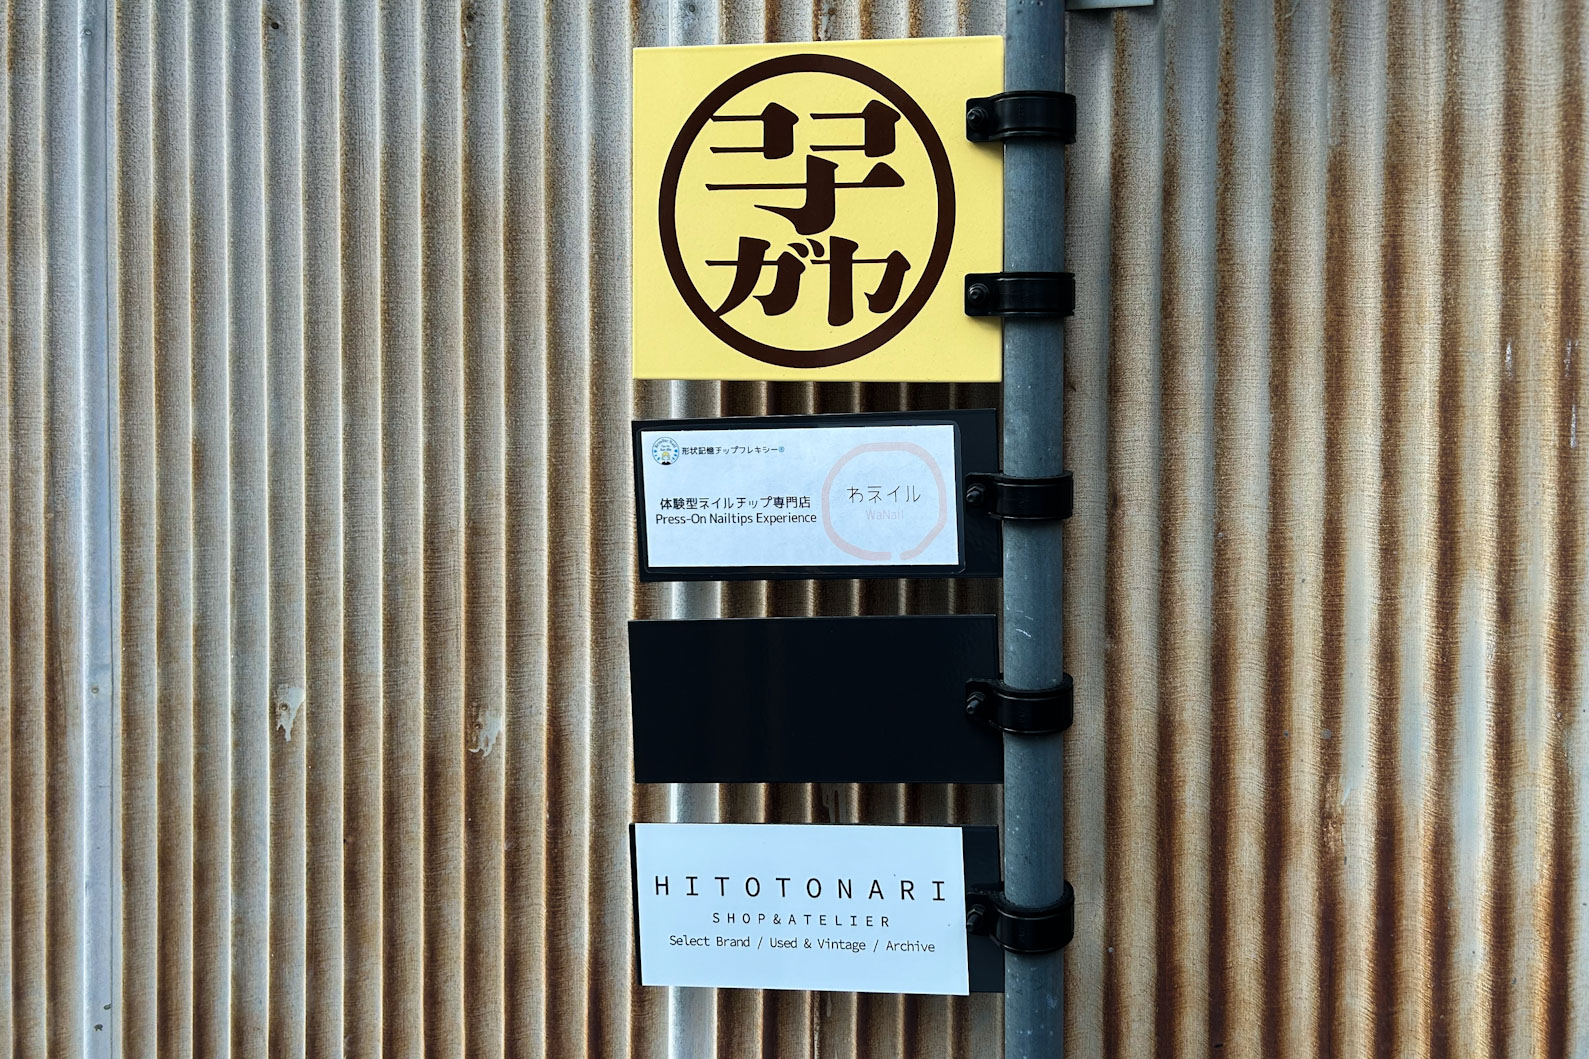 ココ
ナ
ガヤ
形状記憶チップフレキシー®
体験型ネイルチップ専門店
Press-On Nailtips Experience
わネイル
WaNail
HITOTONARI
SHOP&ATELIER
Select Brand / Used & Vintage / Archive